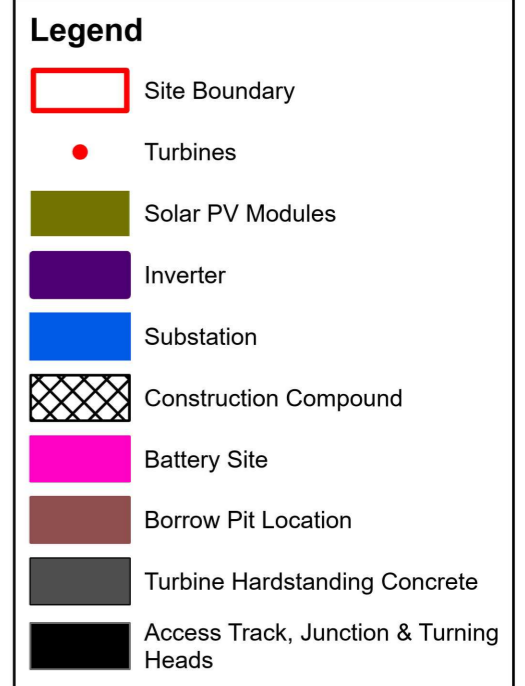 Legend
Site Boundary
Turbines
Solar PV Modules
Inverter
Substation
Construction Compound
Battery Site
Borrow Pit Location
Turbine Hardstanding Concrete
Access Track, Junction & Turning
Heads